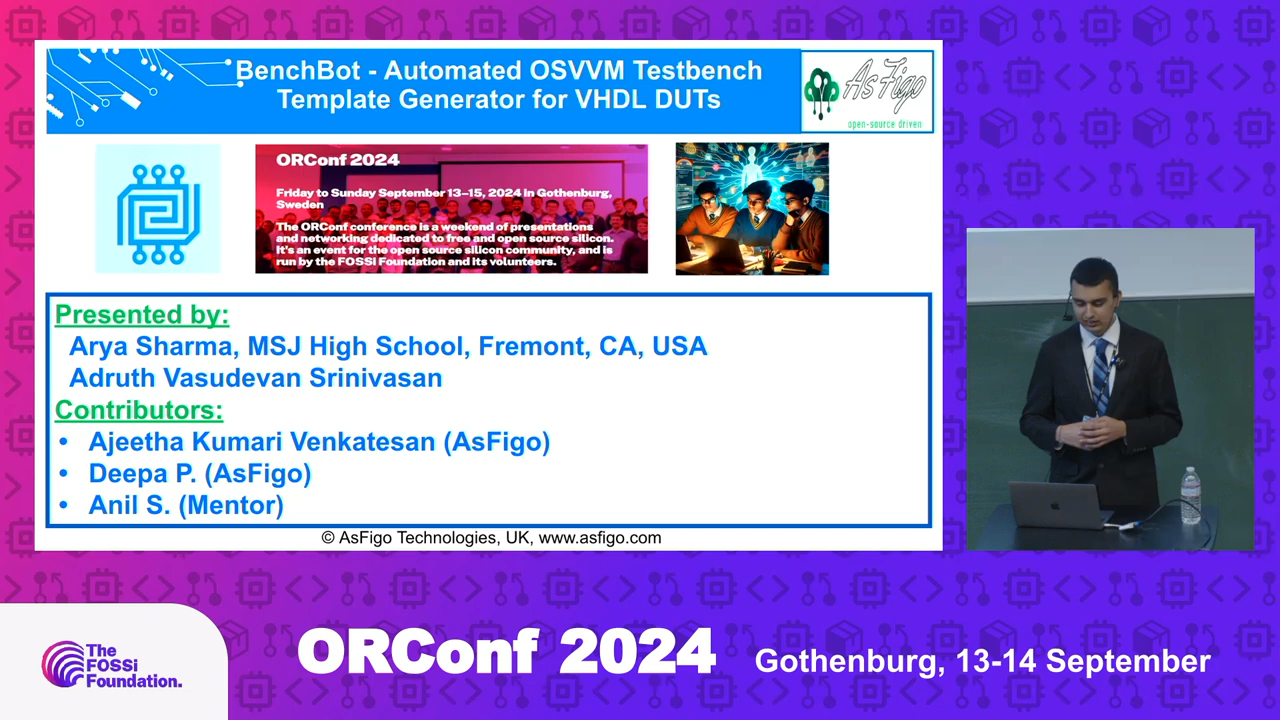 BenchBot - Automated OSVVM Testbench
Template Generator for VHDL DUTs
AsFigo
open-source driven
ORConf 2024
Friday to Sunday September 13–15, 2024 in Gothenburg,
Sweden
The ORConf conference is a weekend of presentations
and networking dedicated to free and open source silicon.
It's an event for the open source silicon community, and is
run by the FOSSi Foundation and its volunteers.
Presented by:
Arya Sharma, MSJ High School, Fremont, CA, USA
Adruth Vasudevan Srinivasan
Contributors:
• Ajeetha Kumari Venkatesan (AsFigo)
• Deepa P. (AsFigo)
• Anil S. (Mentor)
© AsFigo Technologies, UK, www.asfigo.com
The
FOSSi
Foundation.
ORConf 2024
Gothenburg, 13-14 September